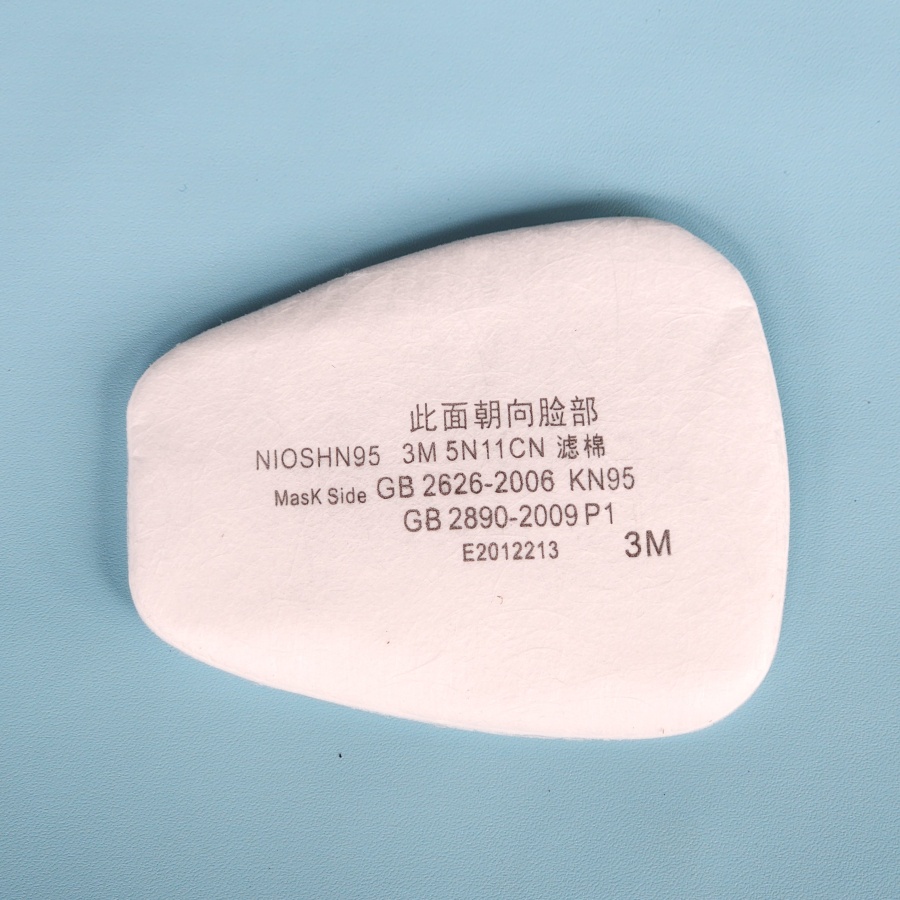 此面朝向脸部
NIOSHN95 3M 5N11CN 滤棉
MasK Side GB 2626-2006 KN95
GB 2890-2009 P1
E2012213 3M